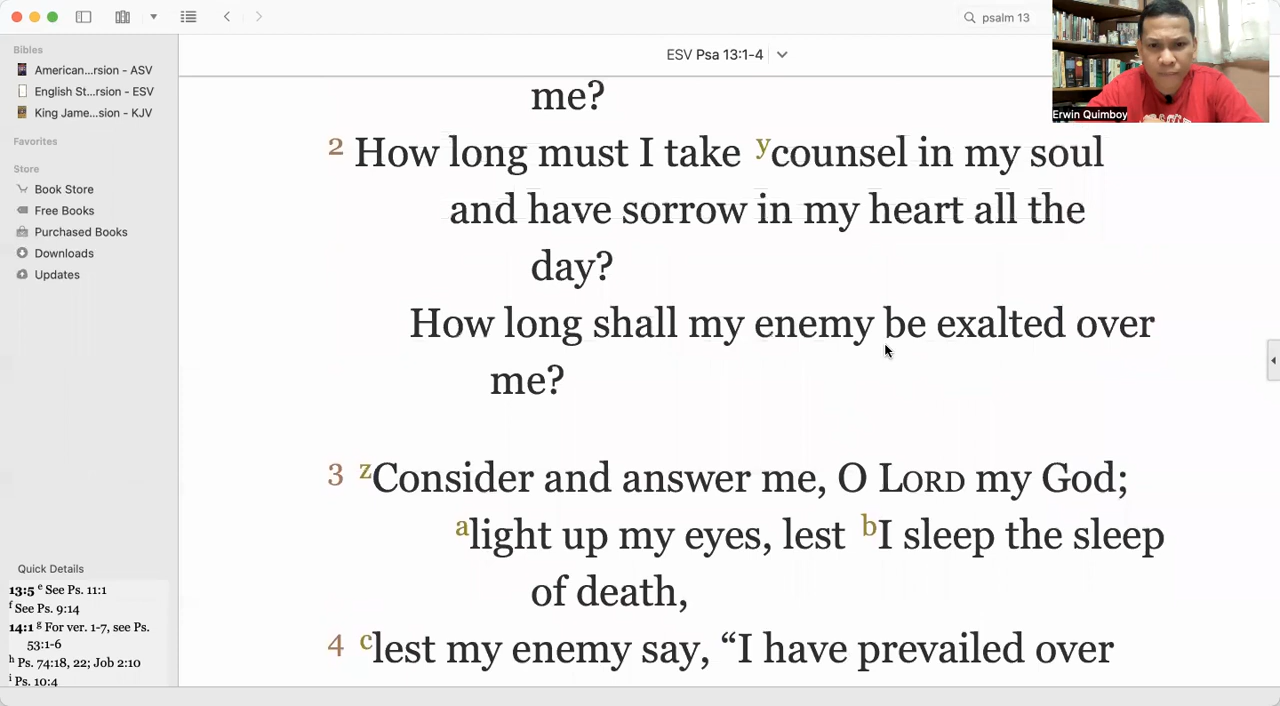 psalm 13
Bibles
American...rsion - ASV
English St...rsion - ESV
King Jame...sion - KJV
Favorites
Store
Book Store
Free Books
Purchased Books
Downloads
Updates
Quick Details
13:5 e See Ps. 11:1
f See Ps. 9:14
14:1 g For ver. 1-7, see Ps.
53:1-6
h Ps. 74:18, 22; Job 2:10
i Ps. 10:4
ESV Psa 13:1-4
me?
2 How long must I take y counsel in my soul
and have sorrow in my heart all the
day?
How long shall my enemy be exalted over
me?
3 z Consider and answer me, O LORD my God;
a light up my eyes, lest b I sleep the sleep
of death,
4 c lest my enemy say, “I have prevailed over
Erwin Quimboy